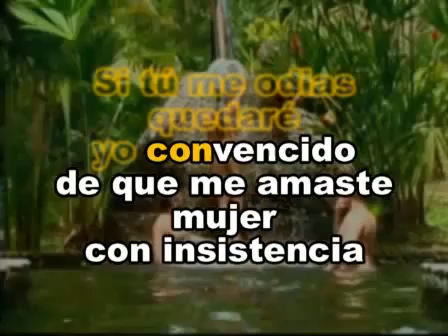 Si tú me odias
quedaré
yo convencido
de que me amaste
mujer
con insistencia